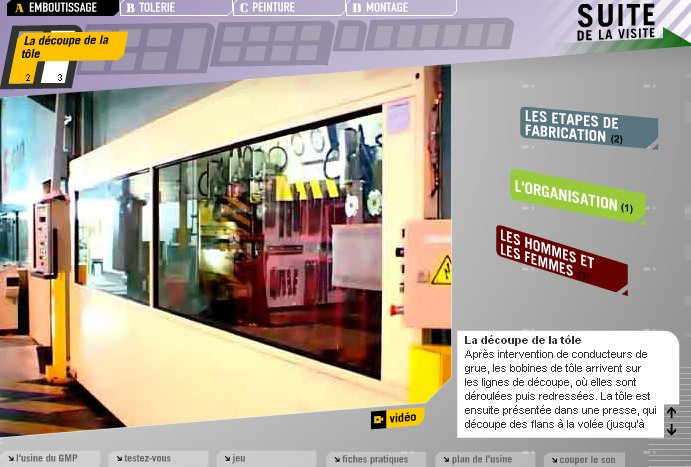 A EMBOUTISSAGE
B TOLERIE
C PEINTURE
D MONTAGE
SUITE
DE LA VISITE
La découpe de la
tôle
2
3
LES ETAPES DE
FABRICATION (2)
L'ORGANISATION (1)
LES HOMMES ET
LES FEMMES
La découpe de la tôle
Après intervention de conducteurs de
grue, les bobines de tôle arrivent sur
les lignes de découpe, où elles sont
déroulées puis redressées. La tôle est
ensuite présentée dans une presse, qui
découpe des flans à la volée (jusqu'à
vidéo
l'usine du GMP
testez-vous
jeu
fiches pratiques
plan de l'usine
couper le son